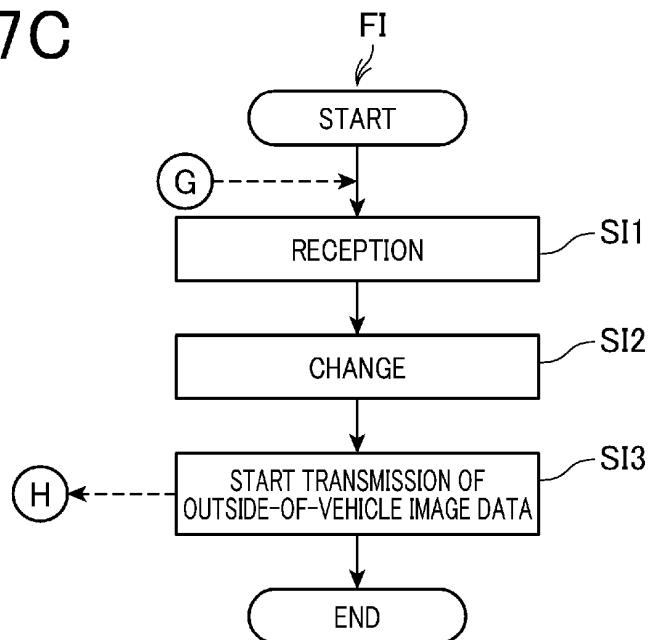 7C
FI
START
G
RECEPTION
SI1
CHANGE
SI2
START TRANSMISSION OF
OUTSIDE-OF-VEHICLE IMAGE DATA
SI3
H
END